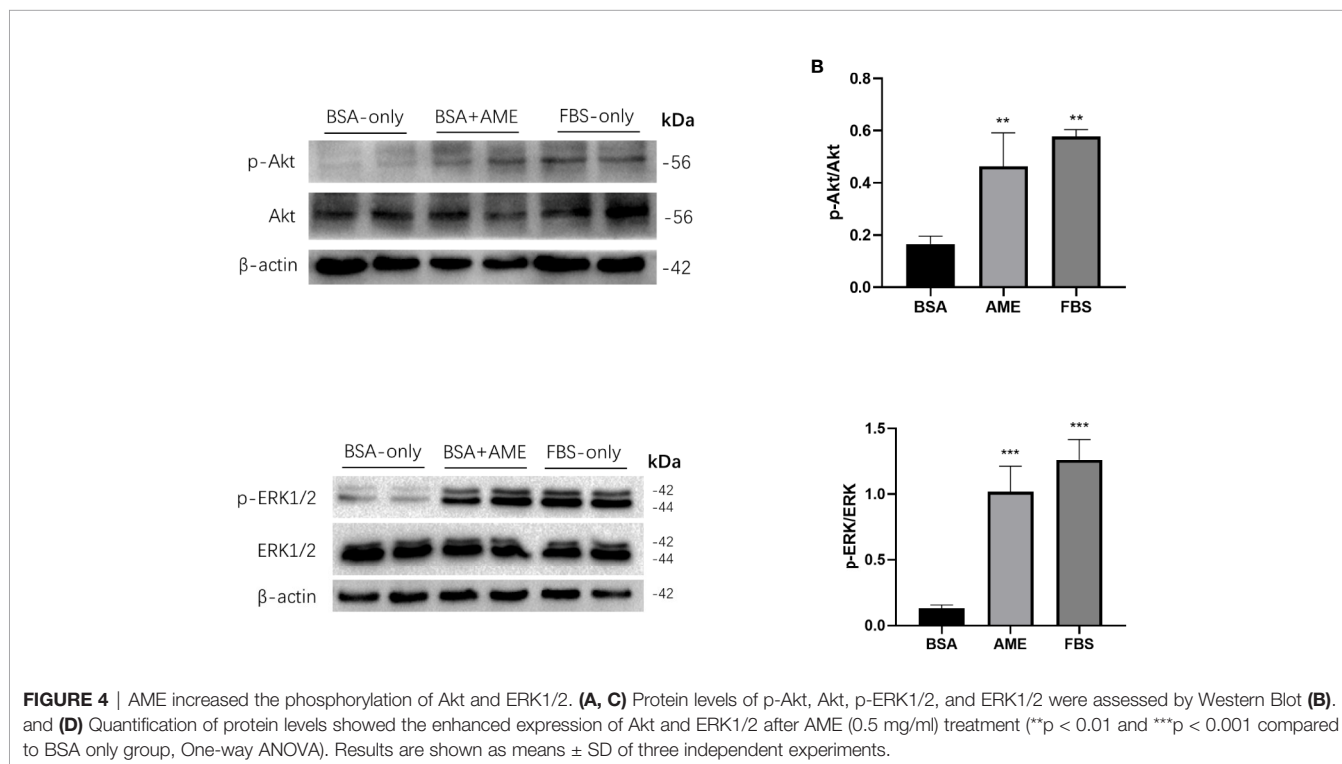 BSA-only BSA+AME FBS-only kDa
p-Akt -56
Akt -56
β-actin -42
B
0.8
0.6
0.4
0.2
0.0
p-Akt/Akt
** **
BSA AME FBS
BSA-only BSA+AME FBS-only
kDa
p-ERK1/2 -42
-44
ERK1/2 -42
-44
β-actin -42
1.5
1.0
0.5
0.0
p-ERK/ERK
*** ***
BSA AME FBS
FIGURE 4 | AME increased the phosphorylation of Akt and ERK1/2. (A, C) Protein levels of p-Akt, Akt, p-ERK1/2, and ERK1/2 were assessed by Western Blot (B).
and (D) Quantification of protein levels showed the enhanced expression of Akt and ERK1/2 after AME (0.5 mg/ml) treatment (**p < 0.01 and ***p < 0.001 compared
to BSA only group, One-way ANOVA). Results are shown as means ± SD of three independent experiments.